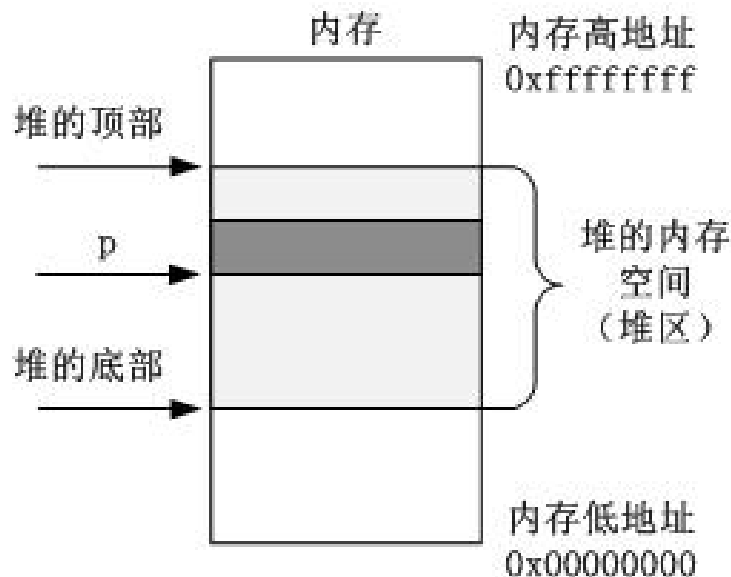 内存
内存高地址
0xffffffff
堆的顶部
p
堆的内存
空间
（堆区）
堆的底部
内存低地址
0x00000000